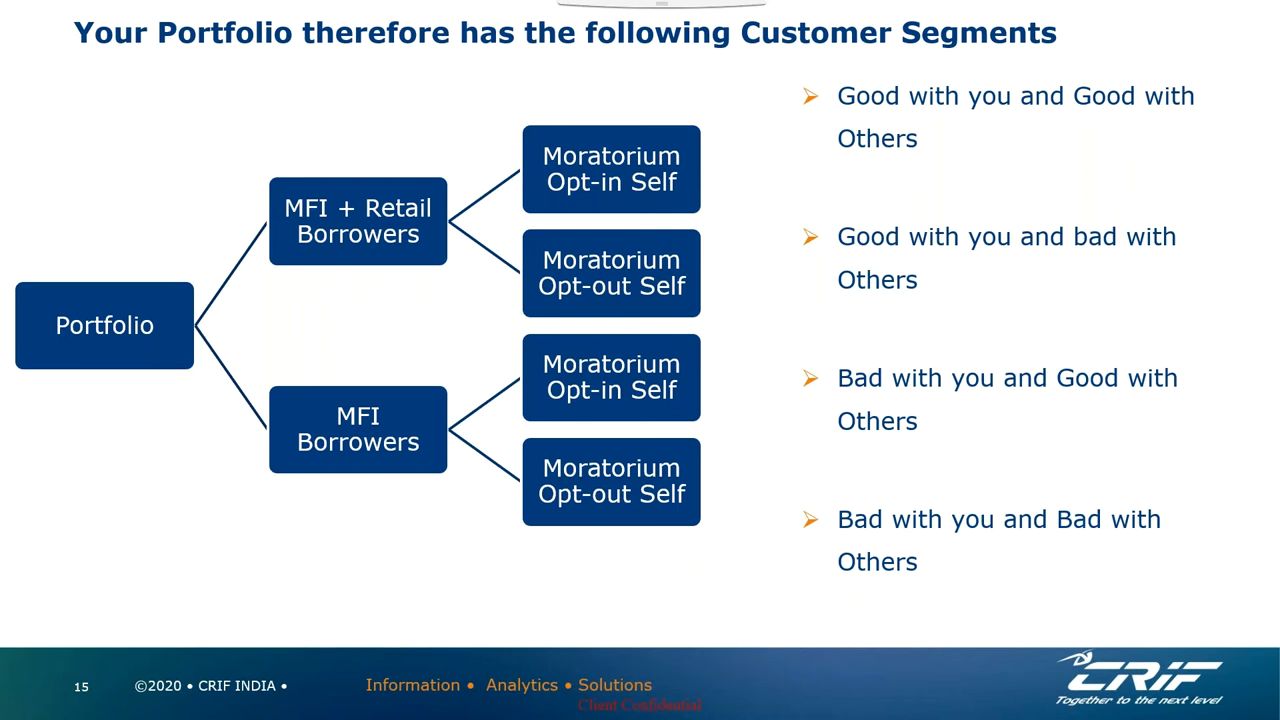 Your Portfolio therefore has the following Customer Segments
Portfolio
MFI + Retail
Borrowers
MFI
Borrowers
Moratorium
Opt-in Self
Moratorium
Opt-out Self
Moratorium
Opt-in Self
Moratorium
Opt-out Self
Good with you and Good with
Others
Good with you and bad with
Others
Bad with you and Good with
Others
Bad with you and Bad with
Others
15
©2020 • CRIF INDIA •
Information • Analytics • Solutions
Client Confidential
CRIF
Together to the next level